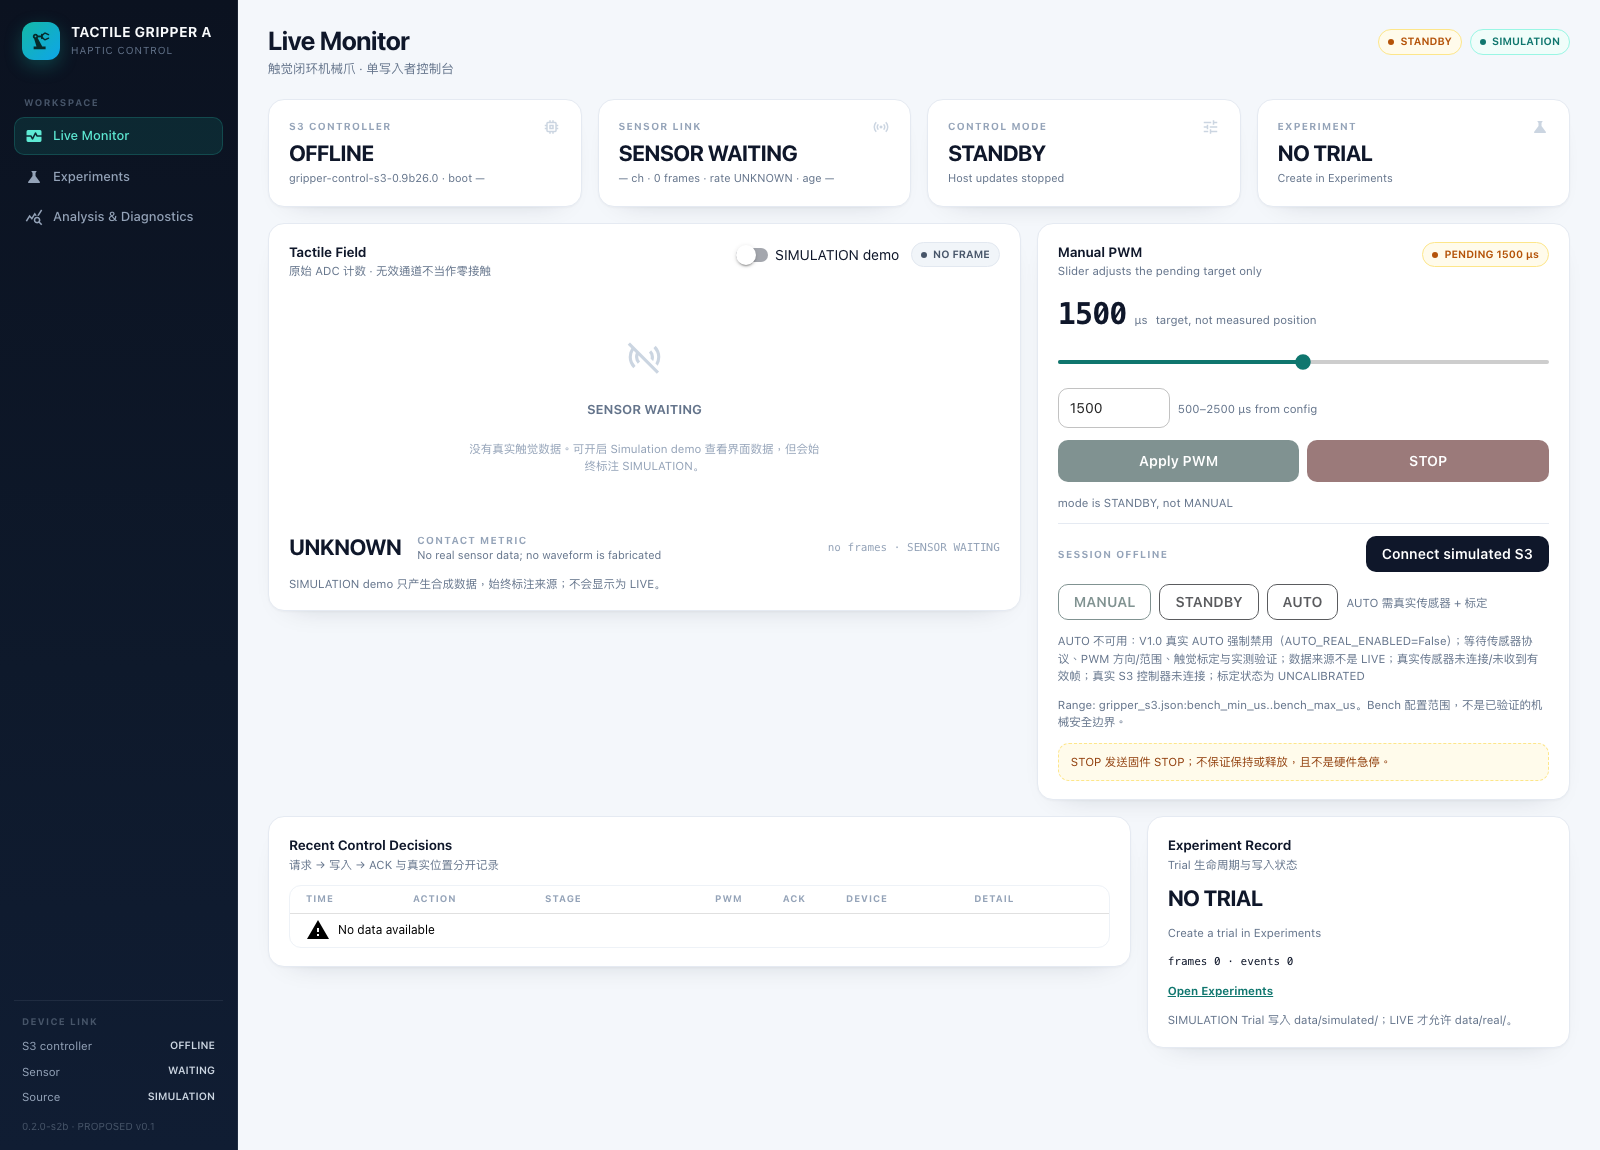 TACTILE GRIPPER A
HAPTIC CONTROL
WORKSPACE
Live Monitor
Experiments
Analysis & Diagnostics
DEVICE LINK
S3 controller OFFLINE
Sensor WAITING
Source SIMULATION
0.2.0-s2b · PROPOSED v0.1
Live Monitor
触觉闭环机械爪 · 单写入者控制台
STANDBY
SIMULATION
S3 CONTROLLER
OFFLINE
gripper-control-s3-0.9b26.0 · boot —
SENSOR LINK
SENSOR WAITING
— ch · 0 frames · rate UNKNOWN · age —
CONTROL MODE
STANDBY
Host updates stopped
EXPERIMENT
NO TRIAL
Create in Experiments
Tactile Field
原始 ADC 计数 · 无效通道不当作零接触
SIMULATION demo
NO FRAME
SENSOR WAITING
没有真实触觉数据。可开启 Simulation demo 查看界面数据，但会始
终标注 SIMULATION。
UNKNOWN
CONTACT METRIC
No real sensor data; no waveform is fabricated
no frames · SENSOR WAITING
SIMULATION demo 只产生合成数据，始终标注来源；不会显示为 LIVE。
Manual PWM
Slider adjusts the pending target only
PENDING 1500 µs
1500 µs target, not measured position
1500
500–2500 µs from config
Apply PWM
STOP
mode is STANDBY, not MANUAL
SESSION OFFLINE
Connect simulated S3
MANUAL
STANDBY
AUTO
AUTO 需真实传感器 + 标定
AUTO 不可用：V1.0 真实 AUTO 强制禁用（AUTO_REAL_ENABLED=False）；等待传感器协
议、PWM 方向/范围、触觉标定与实测验证；数据来源不是 LIVE；真实传感器未连接/未收到有
效帧；真实 S3 控制器未连接；标定状态为 UNCALIBRATED
Range: gripper_s3.json:bench_min_us..bench_max_us。Bench 配置范围，不是已验证的机
械安全边界。
STOP 发送固件 STOP；不保证保持或释放，且不是硬件急停。
Recent Control Decisions
请求 → 写入 → ACK 与真实位置分开记录
TIME ACTION STAGE PWM ACK DEVICE DETAIL
No data available
Experiment Record
Trial 生命周期与写入状态
NO TRIAL
Create a trial in Experiments
frames 0 · events 0
Open Experiments
SIMULATION Trial 写入 data/simulated/；LIVE 才允许 data/real/。